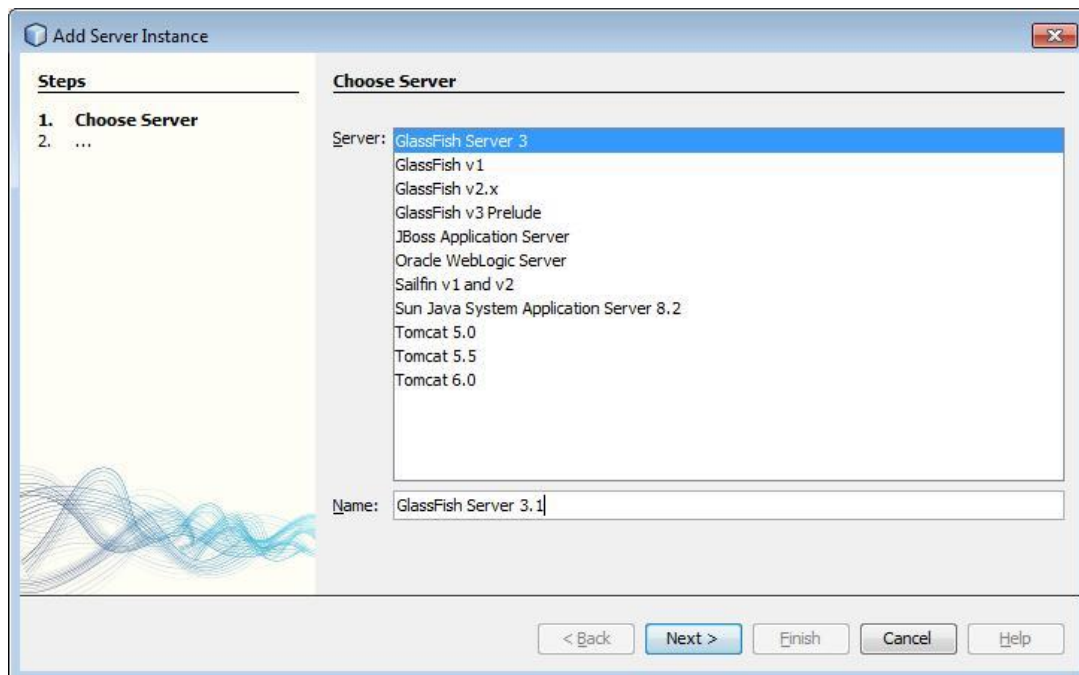 Add Server Instance
Steps
1. Choose Server
2. ...
Choose Server
Server:
GlassFish Server 3
GlassFish v1
GlassFish v2.x
GlassFish v3 Prelude
JBoss Application Server
Oracle WebLogic Server
Sailfin v1 and v2
Sun Java System Application Server 8.2
Tomcat 5.0
Tomcat 5.5
Tomcat 6.0
Name: GlassFish Server 3.1
< Back Next > Finish Cancel Help